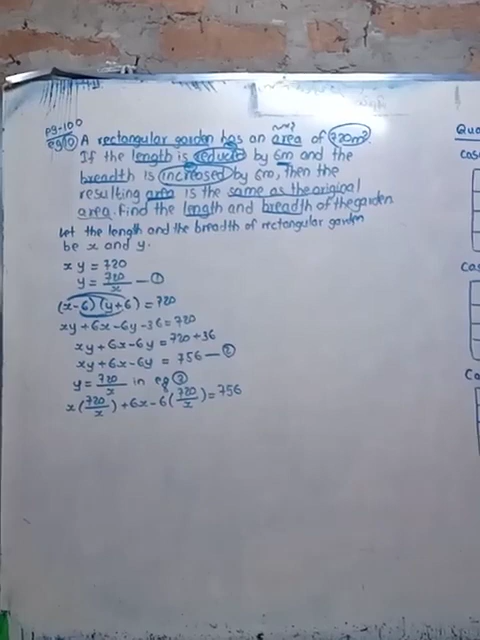 pg-100
eg10 A rectangular garden has an area of 720m².
If the length is reduced by 6m and the
breadth is increased by 6m, then the
resulting area is the same as the original
area. Find the length and breadth of the garden
Let the length and the breadth of rectangular garden
be x and y.
xy = 720
y = 720/x — ①
(x-6)(y+6) = 720
xy+6x-6y-36=720
xy+6x-6y = 720+36
xy+6x-6y = 756 — ②
y = 720/x in eq ②
x(720/x)+6x-6(720/x)=756
Qua
Cas
Cas
Ca